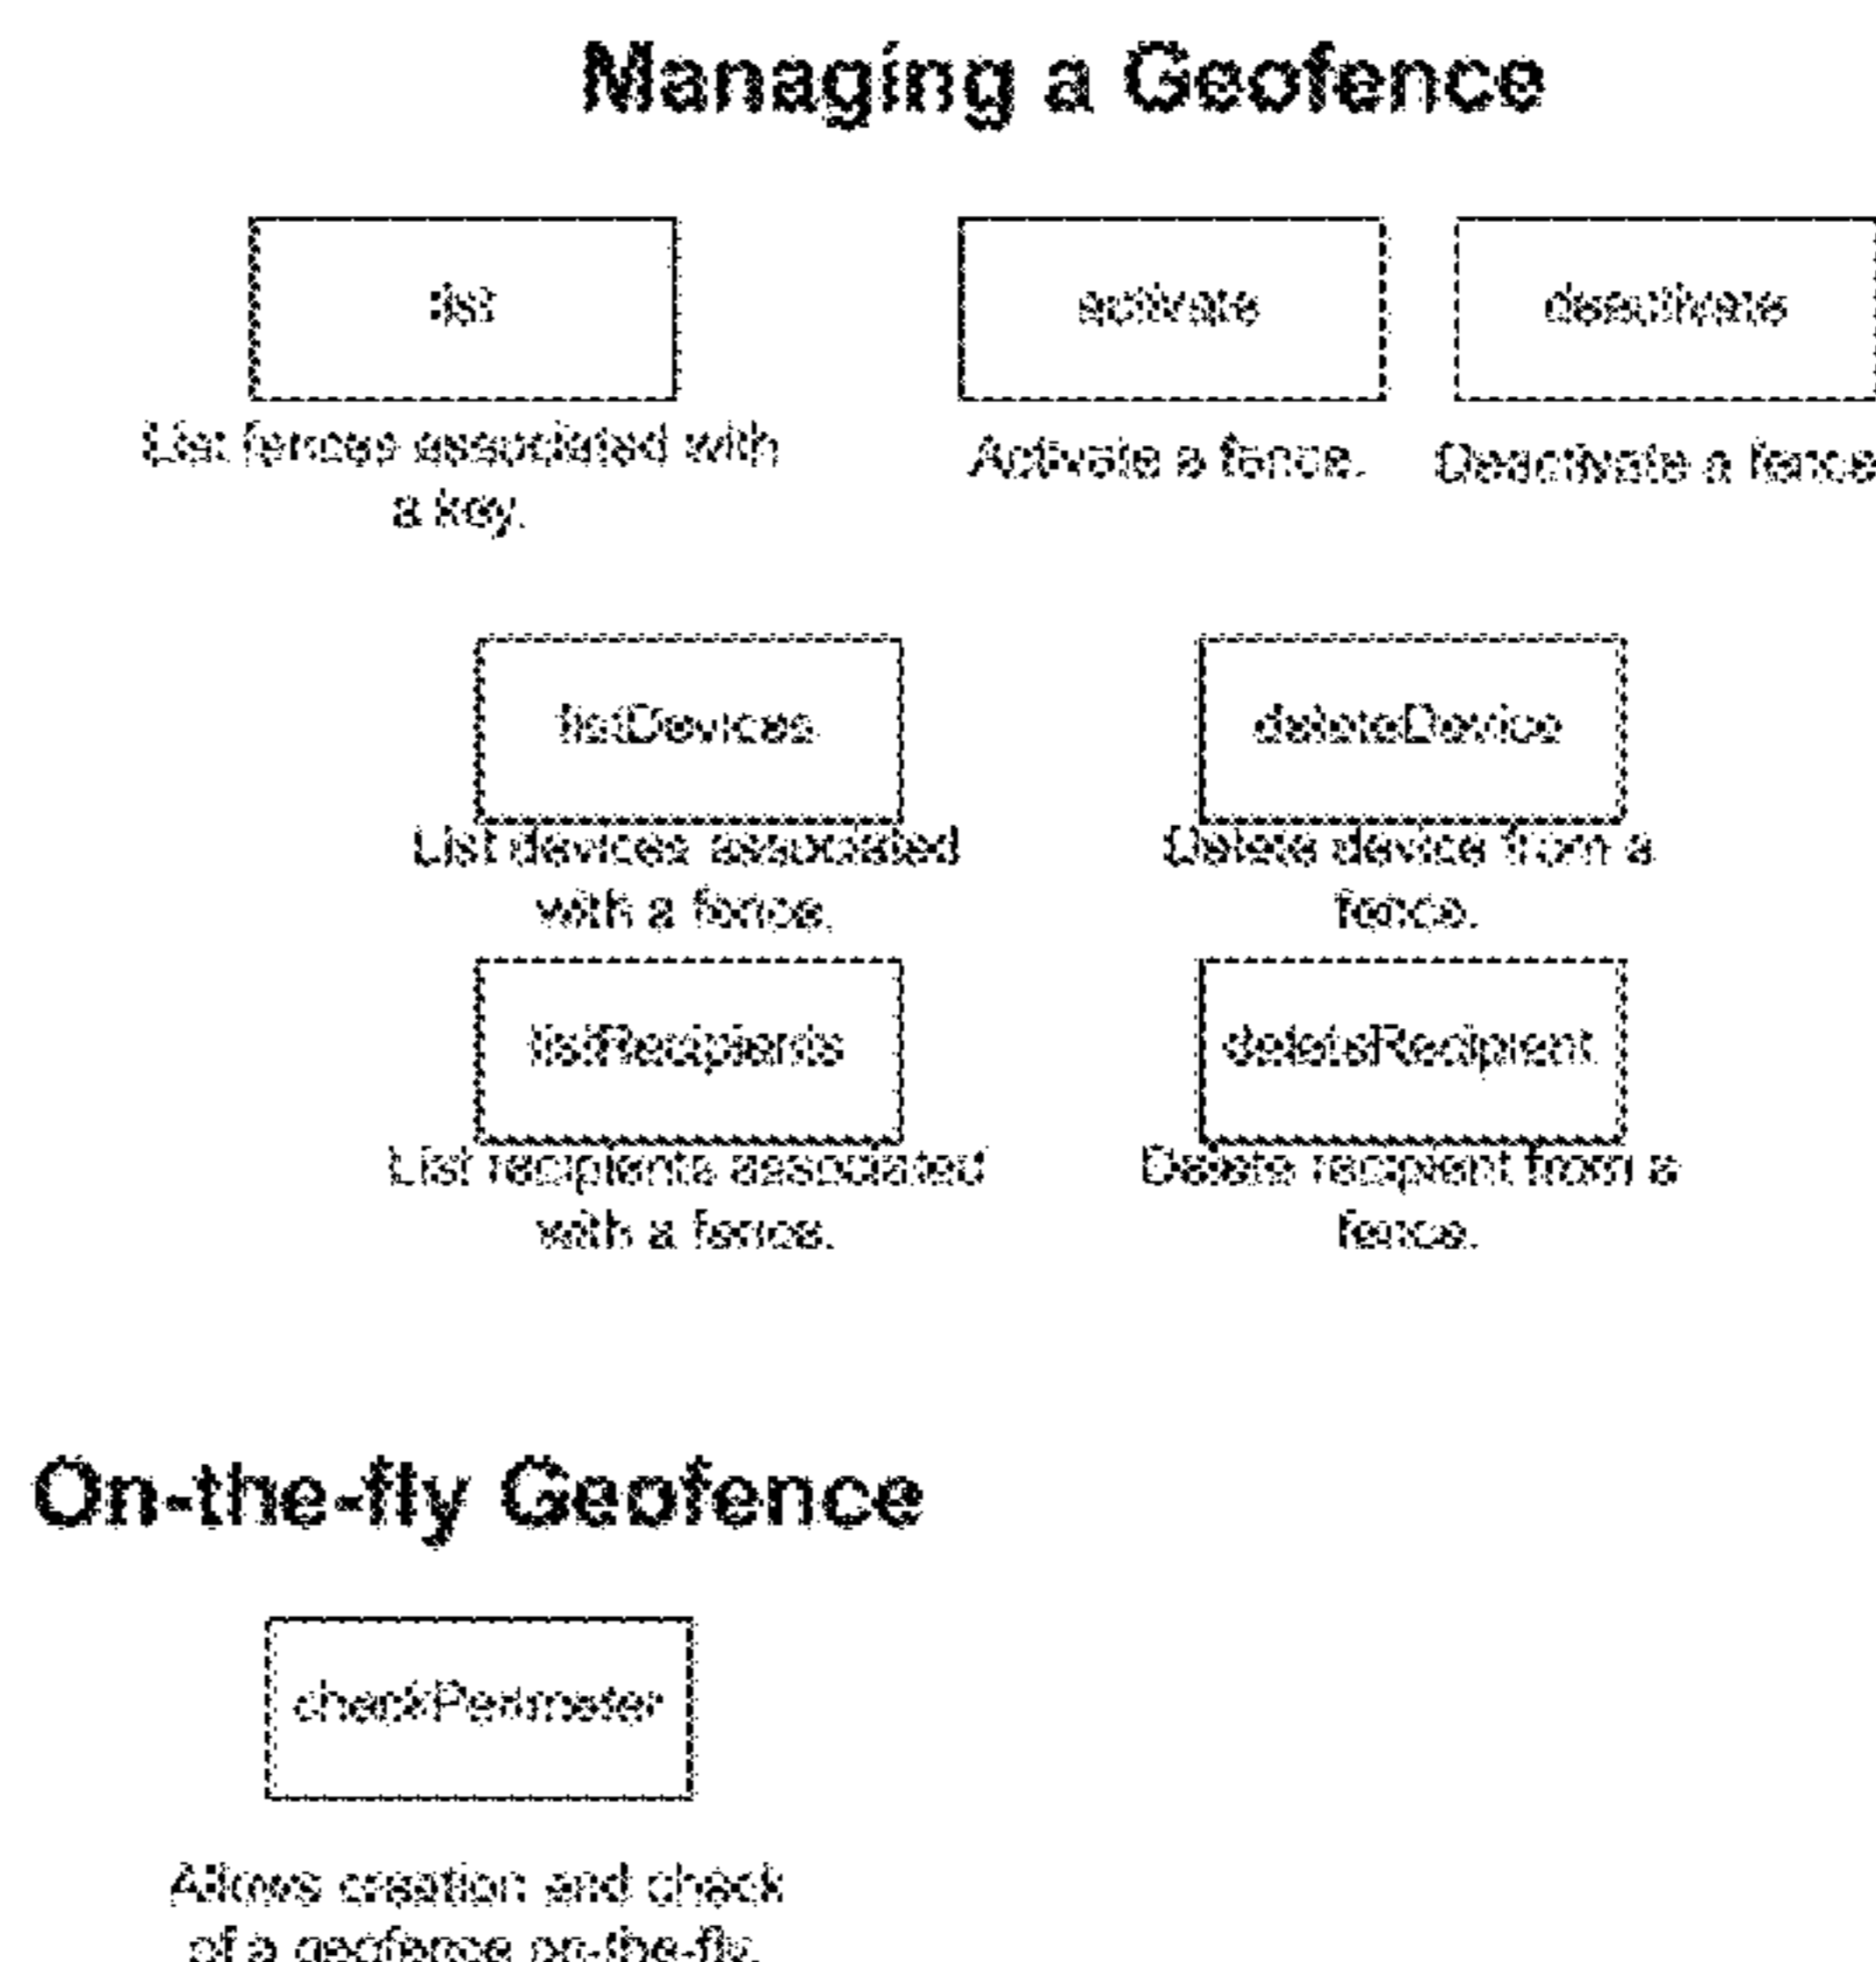 Managing a Geofence
list
activate
deactivate
List fences associated with
a key.
Activate a fence.
Deactivate a fence
listDevices
deleteDevice
List devices associated
with a fence.
Delete device from a
fence.
listRecipients
deleteRecipient
List recipients associated
with a fence.
Delete recipient from a
fence.
On-the-fly Geofence
checkPerimeter
Allows creation and check
of a geofence on-the-fly.